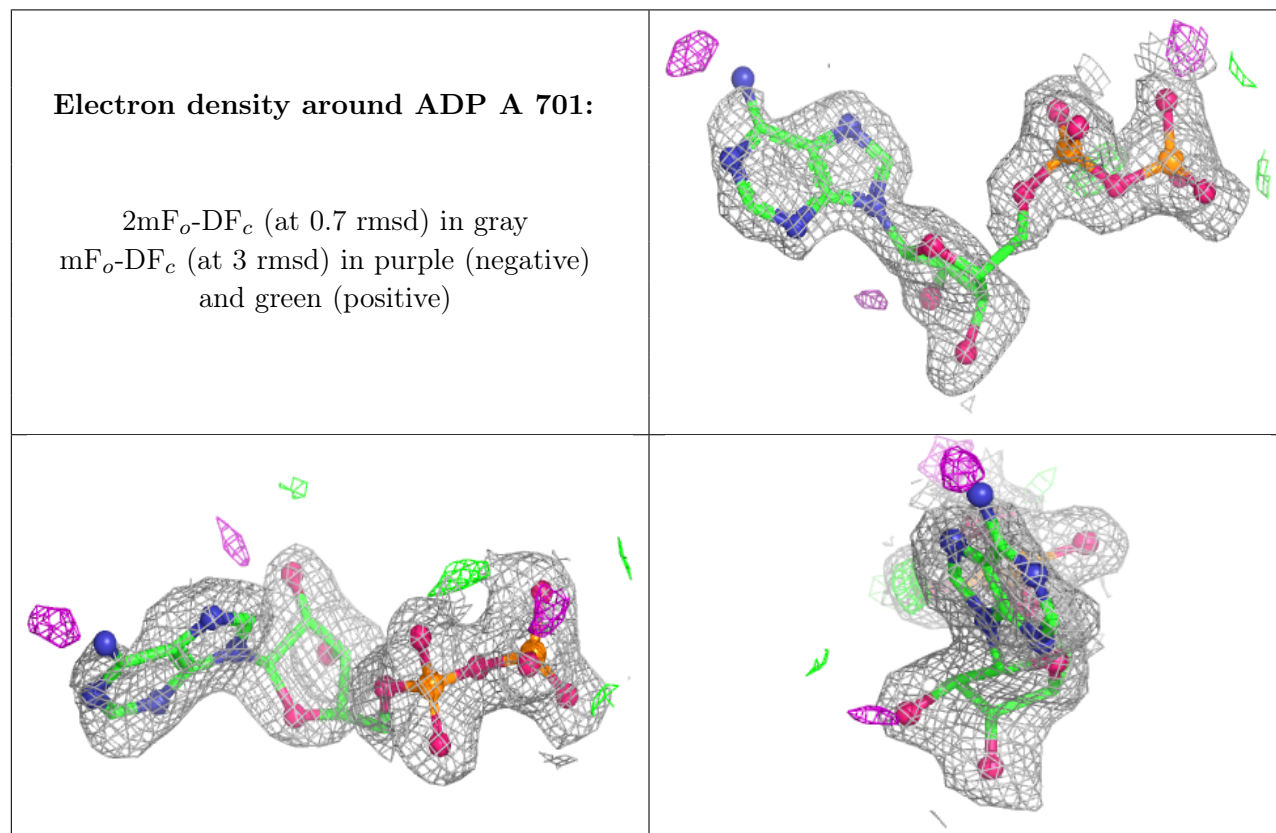 Electron density around ADP A 701:
2mFo-DFc (at 0.7 rmsd) in gray
mFo-DFc (at 3 rmsd) in purple (negative)
and green (positive)